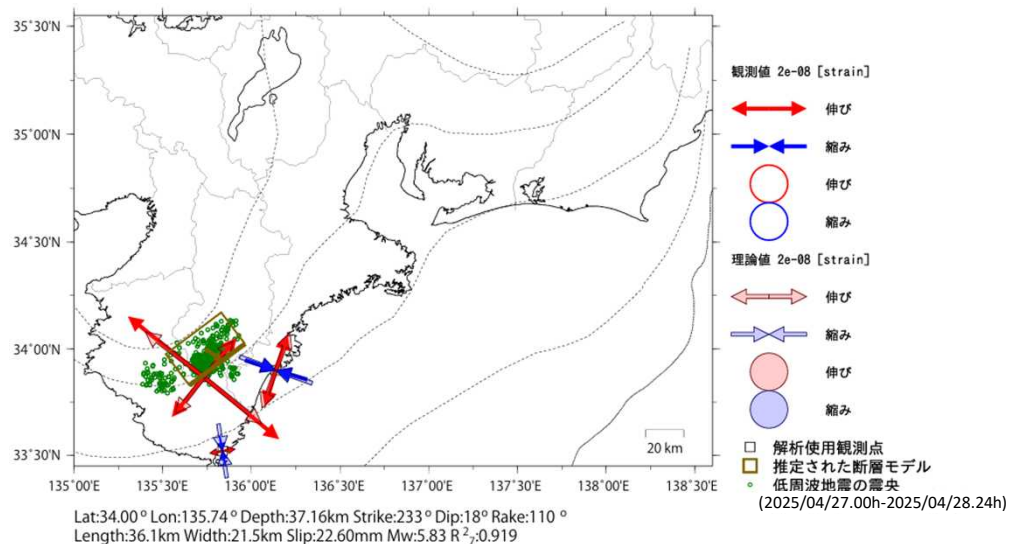 35°30'N
35°00'N
34°30'N
34°00'N
33°30'N
135°00'E 135°30'E 136°00'E 136°30'E 137°00'E 137°30'E 138°00'E 138°30'E
20 km
観測値 2e-08 [strain]
伸び
縮み
伸び
縮み
理論値 2e-08 [strain]
伸び
縮み
伸び
縮み
解析使用観測点
推定された断層モデル
低周波地震の震央
(2025/04/27.00h-2025/04/28.24h)
Lat:34.00° Lon:135.74° Depth:37.16km Strike:233° Dip:18° Rake:110°
Length:36.1km Width:21.5km Slip:22.60mm Mw:5.83 R²₇:0.919